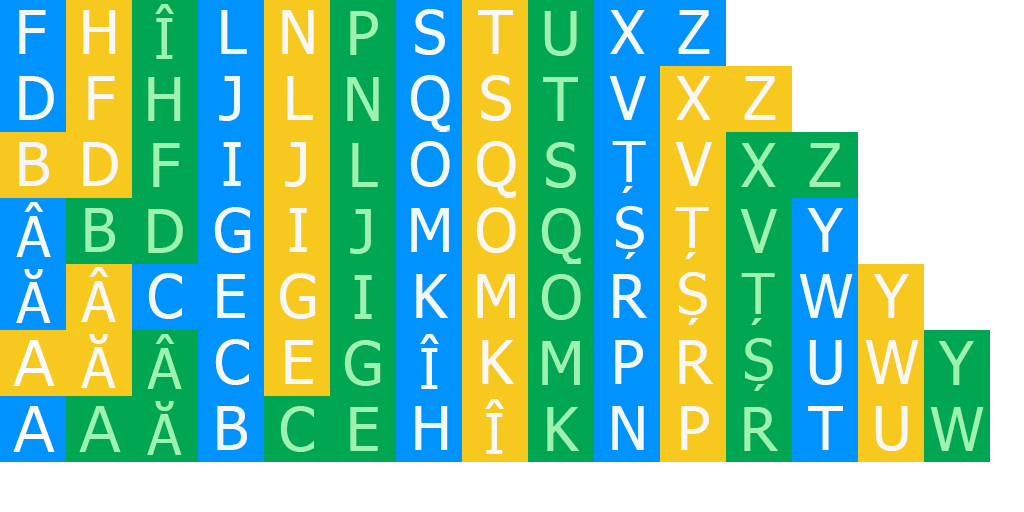 F H Î L N P S T U X Z
D F H J L N Q S T V X Z
B D F I J L O Q S Ț V X Z
Â B D G I J M O Q Ș Ț V Y
Ă Â C E G I K M O R Ș Ț W Y
A Ă Â C E G Î K M P R Ș U W Y
A A Ă B C E H Î K N P R T U W